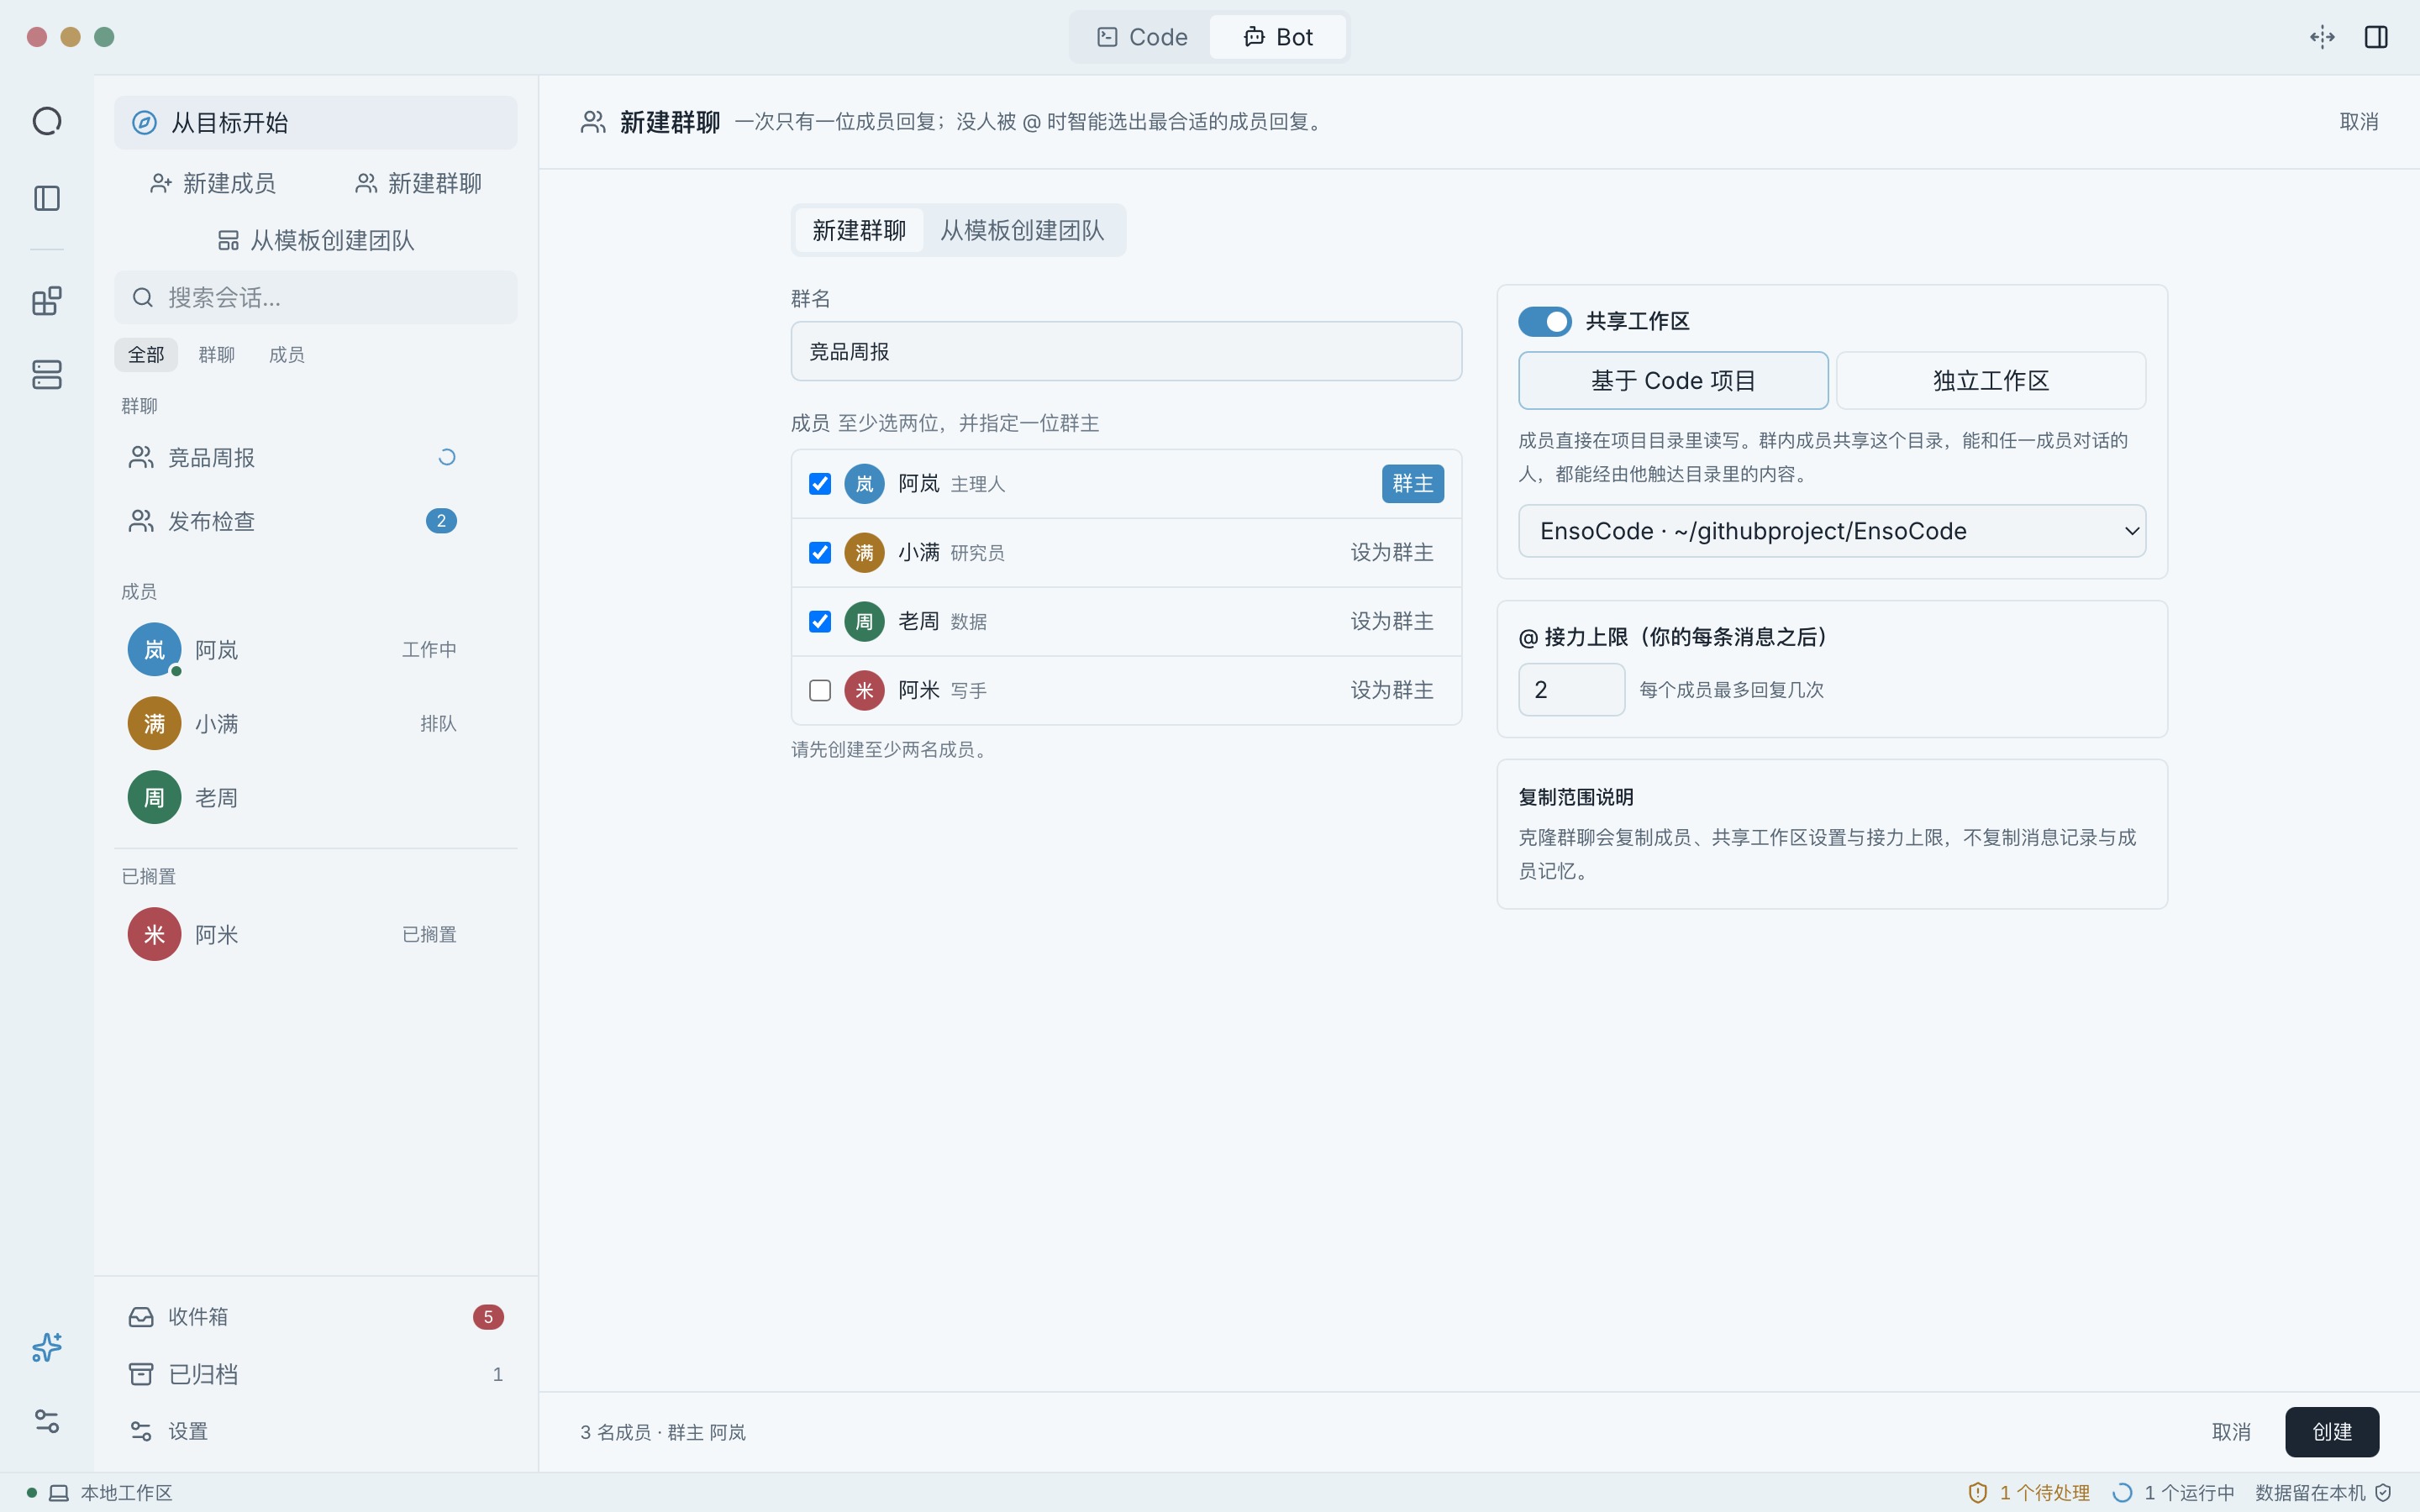 Code
Bot
从目标开始
新建成员
新建群聊
从模板创建团队
搜索会话...
全部
群聊
成员
群聊
竞品周报
发布检查
2
成员
岚
阿岚
工作中
满
小满
排队
周
老周
已搁置
米
阿米
已搁置
收件箱
5
已归档
1
设置
新建群聊
一次只有一位成员回复；没人被 @ 时智能选出最合适的成员回复。
取消
新建群聊
从模板创建团队
群名
竞品周报
成员 至少选两位，并指定一位群主
岚
阿岚 主理人
群主
满
小满 研究员
设为群主
周
老周 数据
设为群主
米
阿米 写手
设为群主
请先创建至少两名成员。
共享工作区
基于 Code 项目
独立工作区
成员直接在项目目录里读写。群内成员共享这个目录，能和任一成员对话的
人，都能经由他触达目录里的内容。
EnsoCode · ~/githubproject/EnsoCode
@ 接力上限（你的每条消息之后）
2
每个成员最多回复几次
复制范围说明
克隆群聊会复制成员、共享工作区设置与接力上限，不复制消息记录与成
员记忆。
3 名成员 · 群主 阿岚
取消
创建
本地工作区
1 个待处理
1 个运行中
数据留在本机